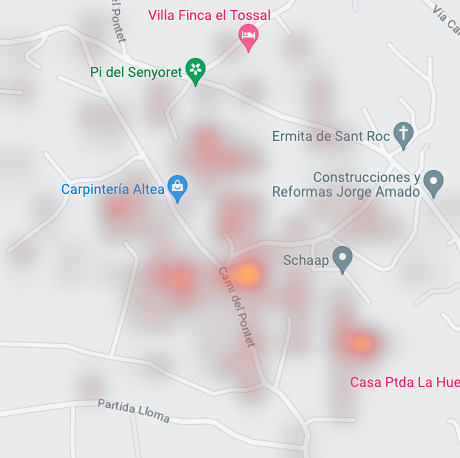 del Pontet
Villa Finca el Tossal
Via Ca
Pi del Senyoret
Ermita de Sant Roc
Construcciones y
Reformas Jorge Amado
Carpintería Altea
Schaap
Camí del Pontet
Casa Ptda La Hue
Partida Lloma